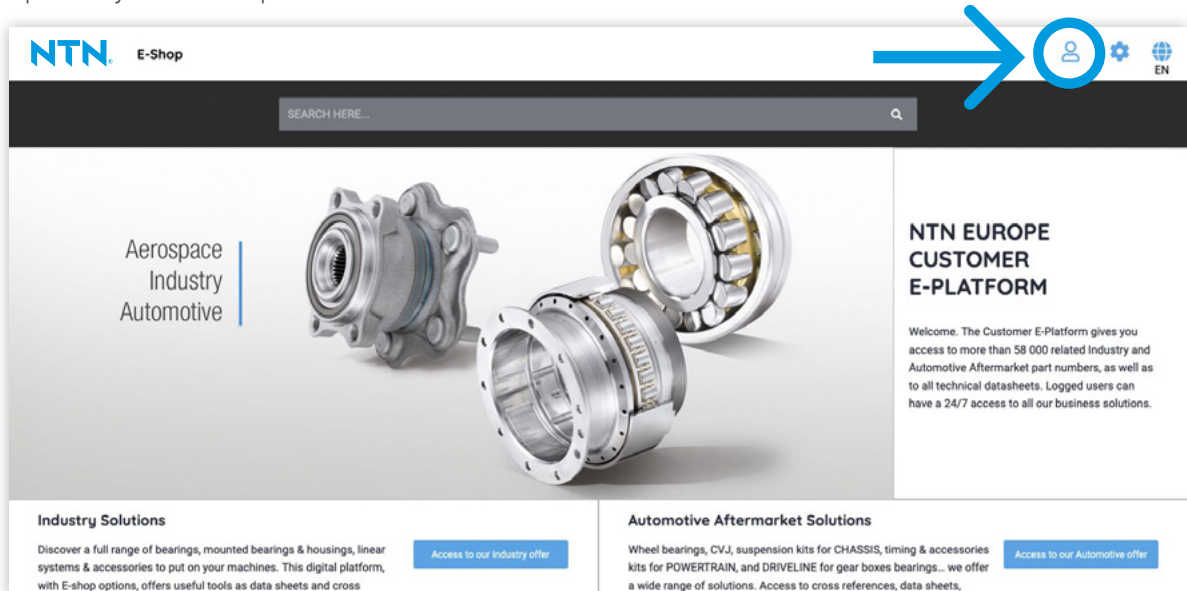 NTN. E-Shop
EN
SEARCH HERE...
Aerospace
Industry
Automotive
NTN EUROPE
CUSTOMER
E-PLATFORM
Welcome. The Customer E-Platform gives you
access to more than 58 000 related Industry and
Automotive Aftermarket part numbers, as well as
to all technical datasheets. Logged users can
have a 24/7 access to all our business solutions.
Industry Solutions
Discover a full range of bearings, mounted bearings & housings, linear
systems & accessories to put on your machines. This digital platform,
with E-shop options, offers useful tools as data sheets and cross
Access to our Industry offer
Automotive Aftermarket Solutions
Wheel bearings, CVJ, suspension kits for CHASSIS, timing & accessories
kits for POWERTRAIN, and DRIVELINE for gear boxes bearings... we offer
a wide range of solutions. Access to cross references, data sheets,
Access to our Automotive offer